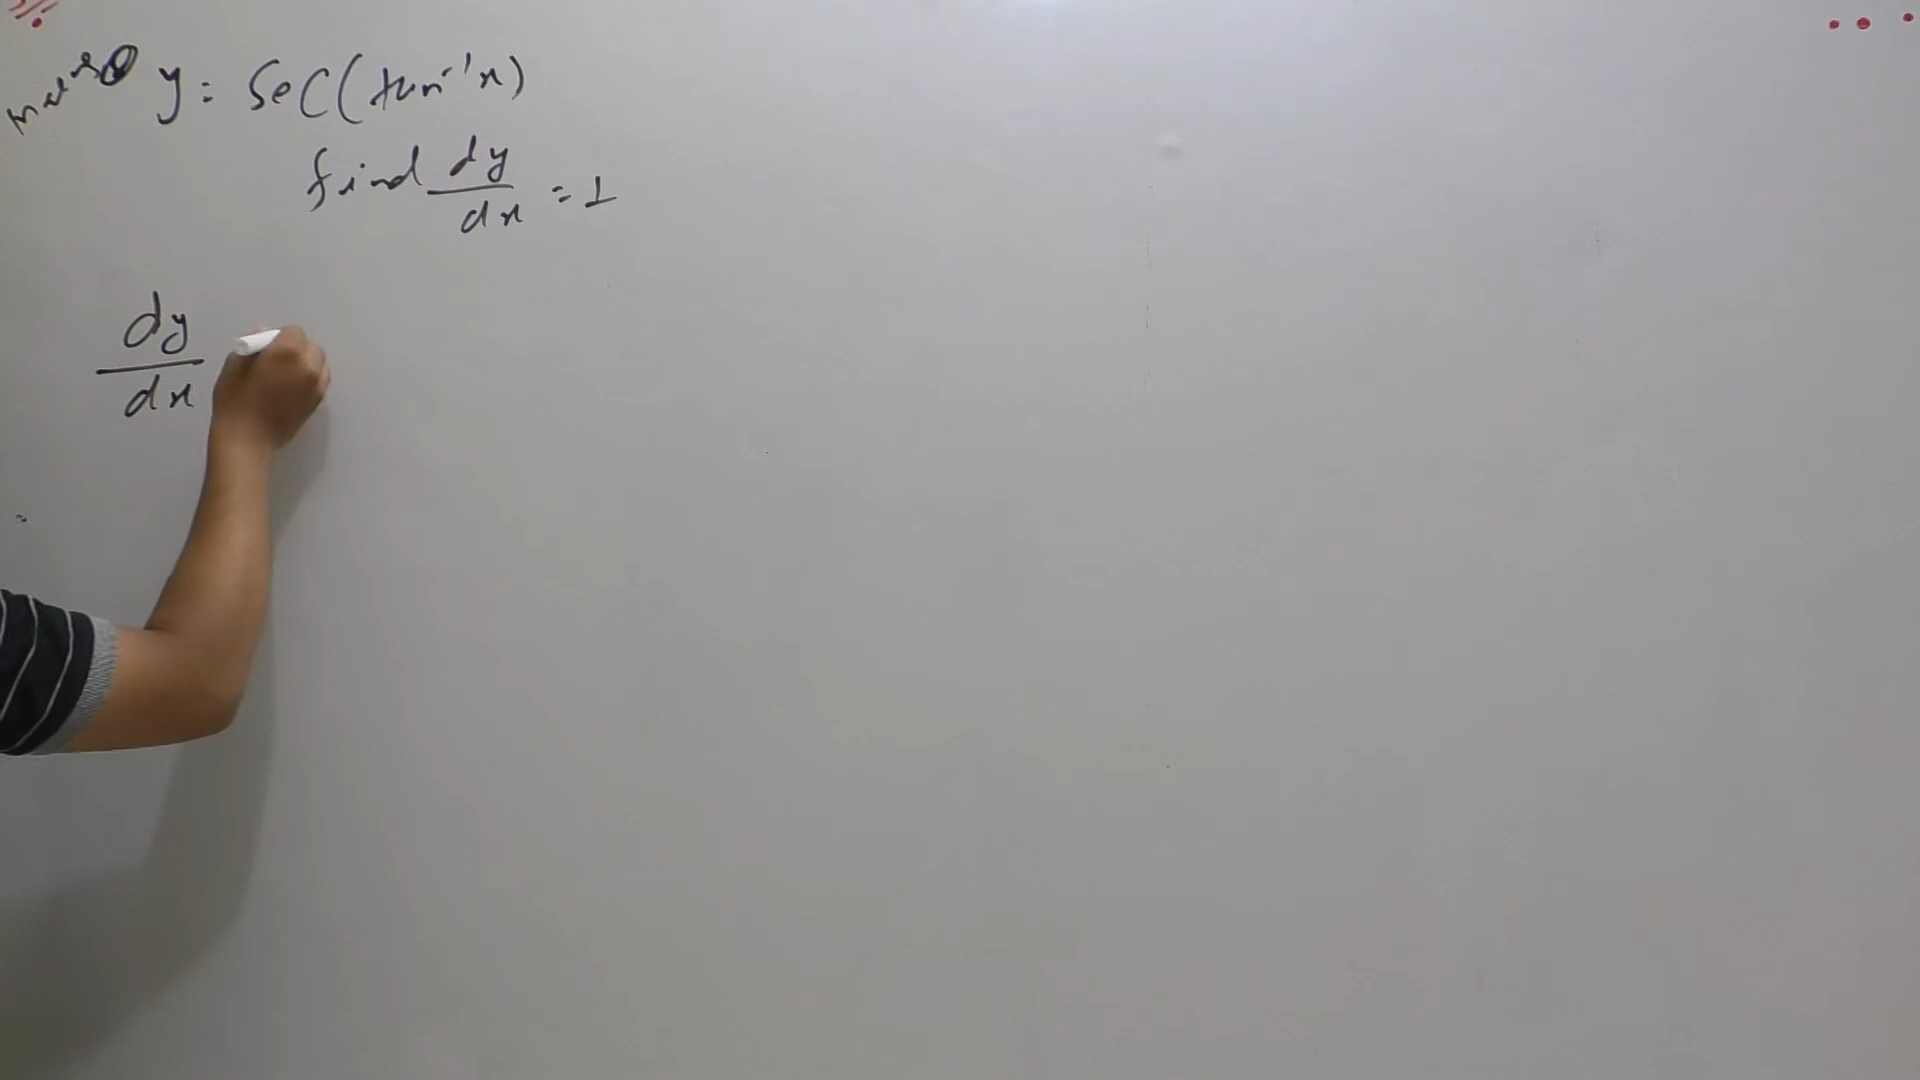 y = Sec(tan⁻¹x)
find dy/dx = 1
dy/dx